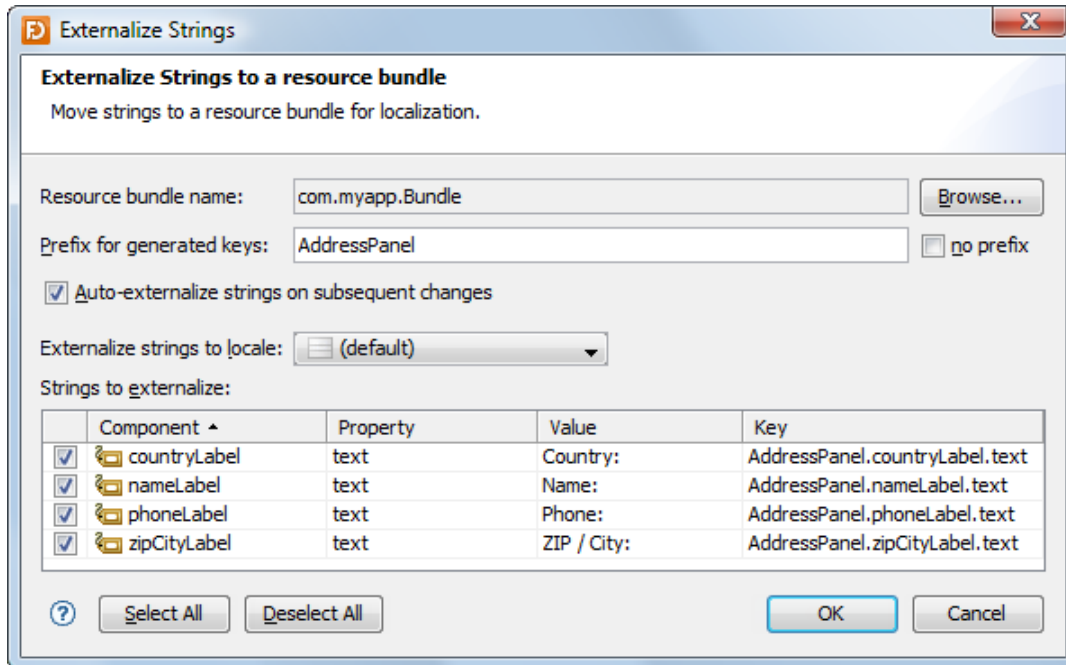 Externalize Strings
Externalize Strings to a resource bundle
Move strings to a resource bundle for localization.
Resource bundle name: com.myapp.Bundle Browse...
Prefix for generated keys: AddressPanel no prefix
Auto-externalize strings on subsequent changes
Externalize strings to locale: (default)
Strings to externalize:
Component Property Value Key
countryLabel text Country: AddressPanel.countryLabel.text
nameLabel text Name: AddressPanel.nameLabel.text
phoneLabel text Phone: AddressPanel.phoneLabel.text
zipCityLabel text ZIP / City: AddressPanel.zipCityLabel.text
? Select All Deselect All OK Cancel